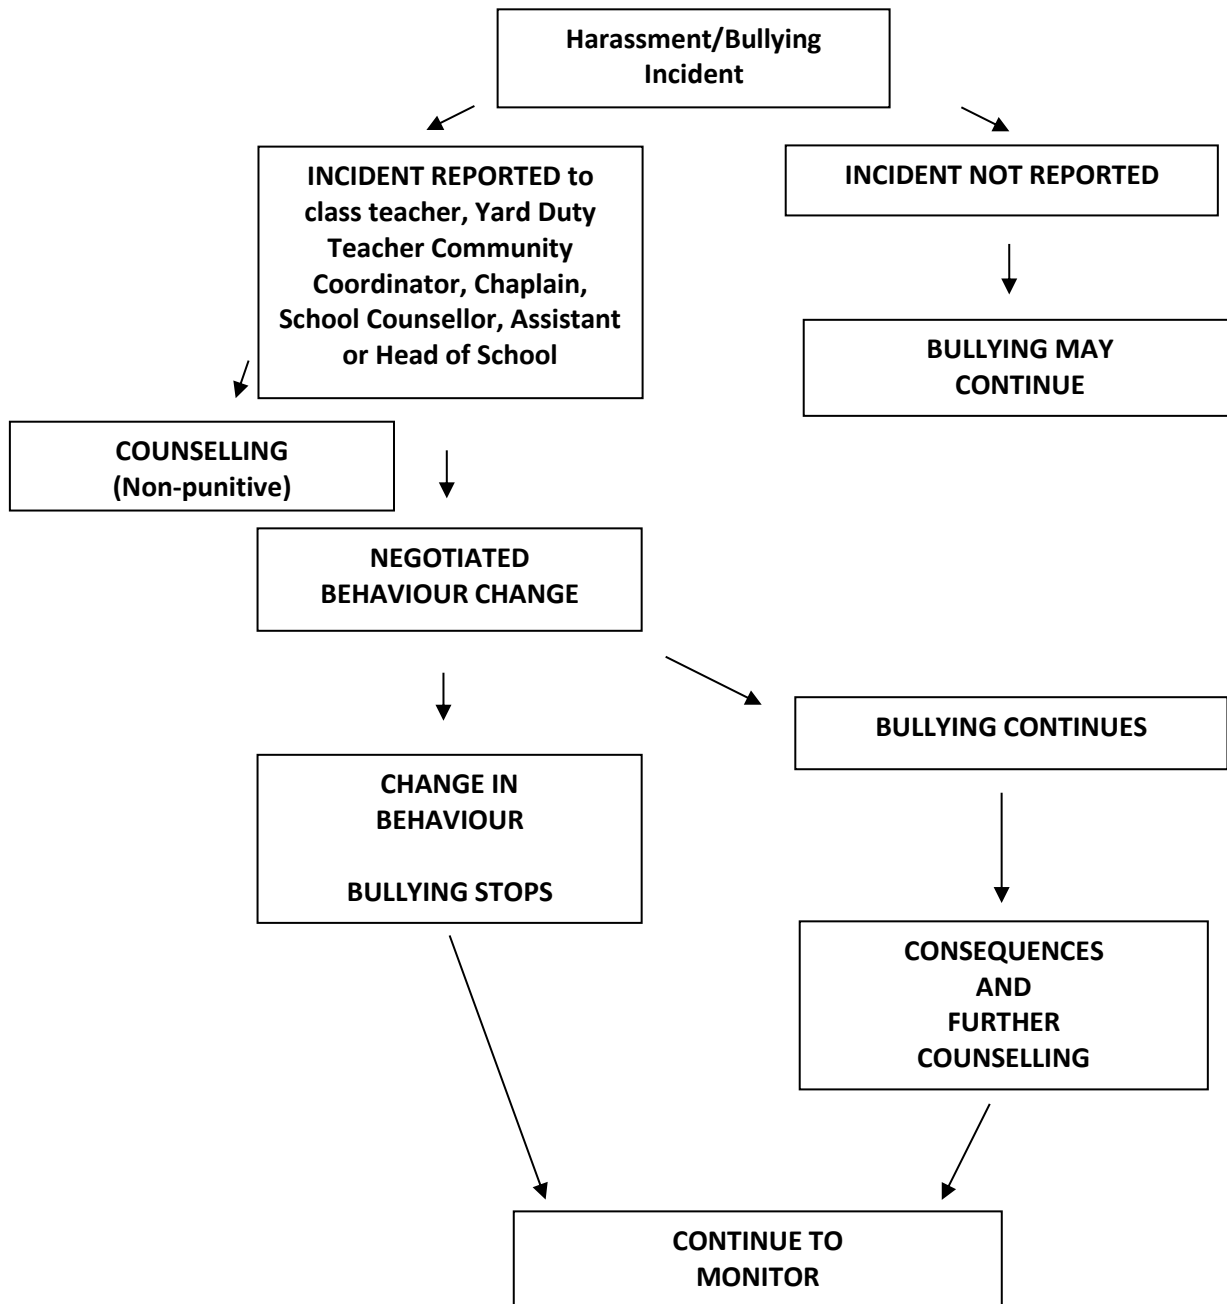 Harassment/Bullying
Incident
INCIDENT REPORTED to
class teacher, Yard Duty
Teacher Community
Coordinator, Chaplain,
School Counsellor, Assistant
or Head of School
INCIDENT NOT REPORTED
BULLYING MAY
CONTINUE
COUNSELLING
(Non-punitive)
NEGOTIATED
BEHAVIOUR CHANGE
BULLYING CONTINUES
CHANGE IN
BEHAVIOUR
BULLYING STOPS
CONSEQUENCES
AND
FURTHER
COUNSELLING
CONTINUE TO
MONITOR